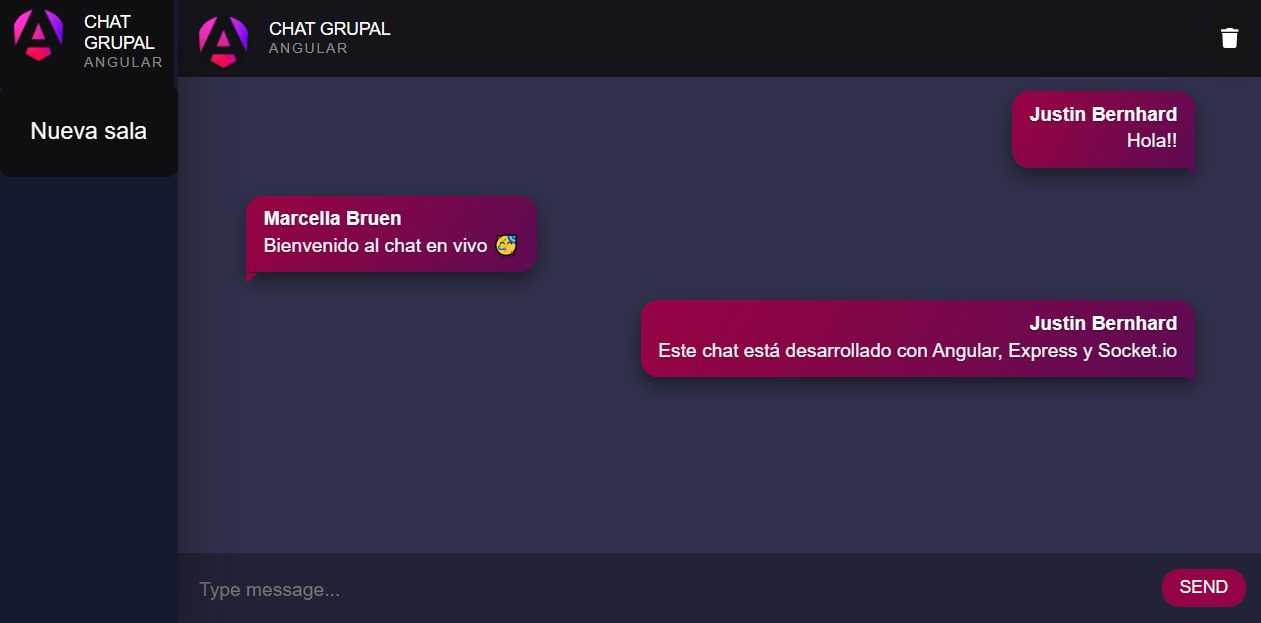 CHAT
GRUPAL
ANGULAR
Nueva sala
CHAT GRUPAL
ANGULAR
Justin Bernhard
Hola!!
Marcella Bruen
Bienvenido al chat en vivo 🥳
Justin Bernhard
Este chat está desarrollado con Angular, Express y Socket.io
Type message...
SEND